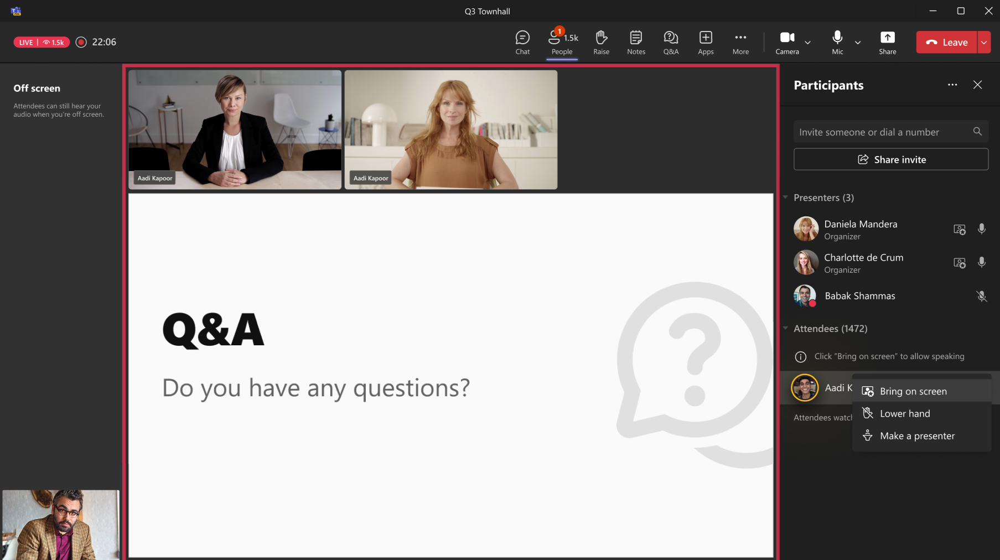 Q3 Townhall
LIVE | 1.5k
22:06
Chat
1
1.5k
People
Raise
Notes
Q&A
Apps
More
Camera
Mic
Share
Leave
Off screen
Attendees can still hear your
audio when you're off screen.
Aadi Kapoor
Aadi Kapoor
Q&A
Do you have any questions?
Participants
Invite someone or dial a number
Share invite
Presenters (3)
Daniela Mandera
Organizer
Charlotte de Crum
Organizer
Babak Shammas
Attendees (1472)
Click "Bring on screen" to allow speaking
Aadi K
Bring on screen
Lower hand
Make a presenter
Attendees watch